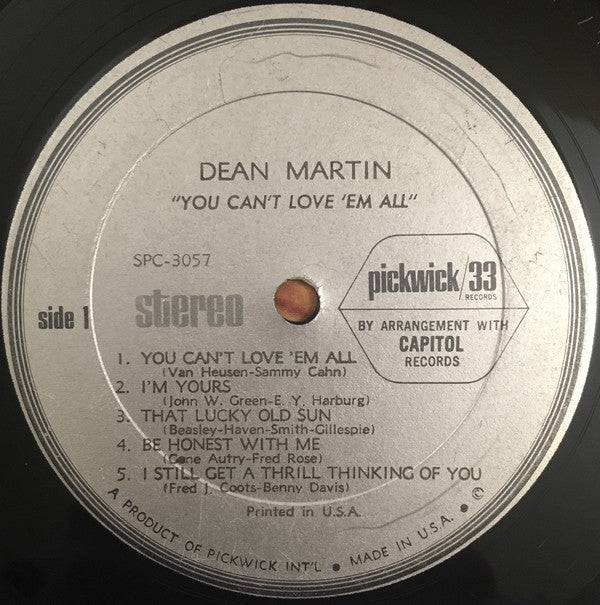 DEAN MARTIN
"YOU CAN'T LOVE 'EM ALL"
SPC-3057
pickwick/33
RECORDS
side 1
stereo
BY ARRANGEMENT WITH
CAPITOL
RECORDS
1. YOU CAN'T LOVE 'EM ALL
(Van Heusen-Sammy Cahn)
2. I'M YOURS
(John W. Green-E. Y. Harburg)
3. THAT LUCKY OLD SUN
(Beasley-Haven-Smith-Gillespie)
4. BE HONEST WITH ME
(Gene Autry-Fred Rose)
5. I STILL GET A THRILL THINKING OF YOU
(Fred J. Coots-Benny Davis)
Printed in U.S.A.
A PRODUCT OF PICKWICK INT'L • MADE IN U.S.A. • ©